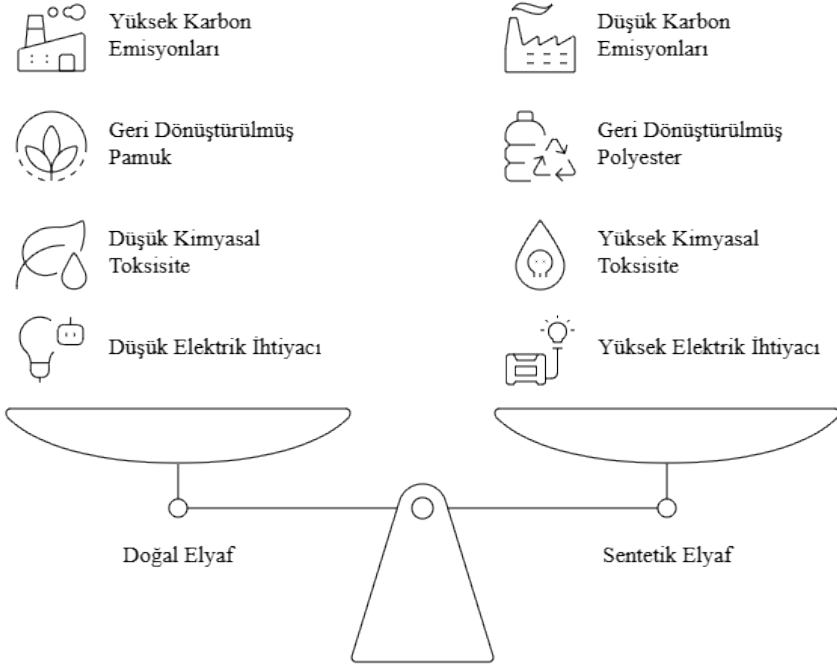 Yüksek Karbon
Emisyonları
Geri Dönüştürülmüş
Pamuk
Düşük Kimyasal
Toksisite
Düşük Elektrik İhtiyacı
Doğal Elyaf
Düşük Karbon
Emisyonları
Geri Dönüştürülmüş
Polyester
Yüksek Kimyasal
Toksisite
Yüksek Elektrik İhtiyacı
Sentetik Elyaf